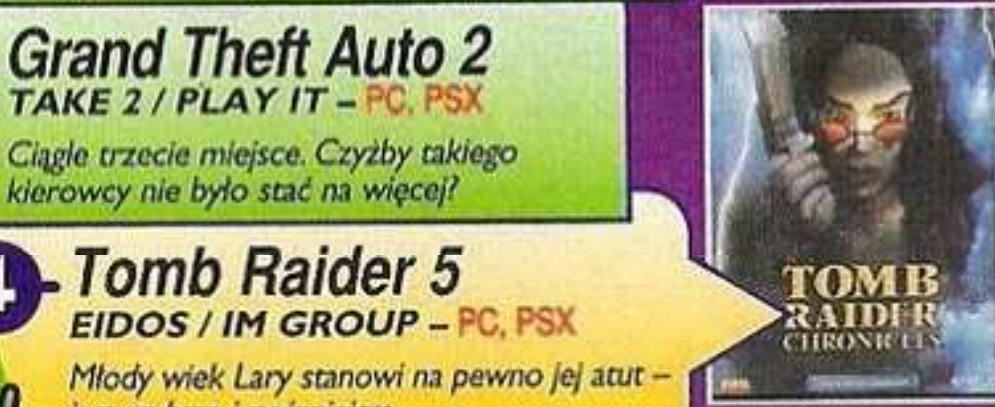 Grand Theft Auto 2
TAKE 2 / PLAY IT – PC, PSX
Ciągle trzecie miejsce. Czyżby takiego
kierowcy nie było stać na więcej?
4
Tomb Raider 5
EIDOS / IM GROUP – PC, PSX
Młody wiek Lary stanowi na pewno jej atut –
TOMB
RAIDER
CHRONICLES